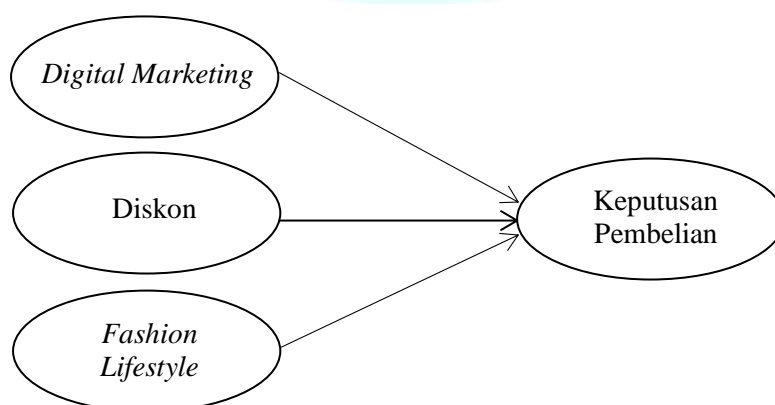 Digital Marketing
Diskon
Fashion
Lifestyle
Keputusan
Pembelian